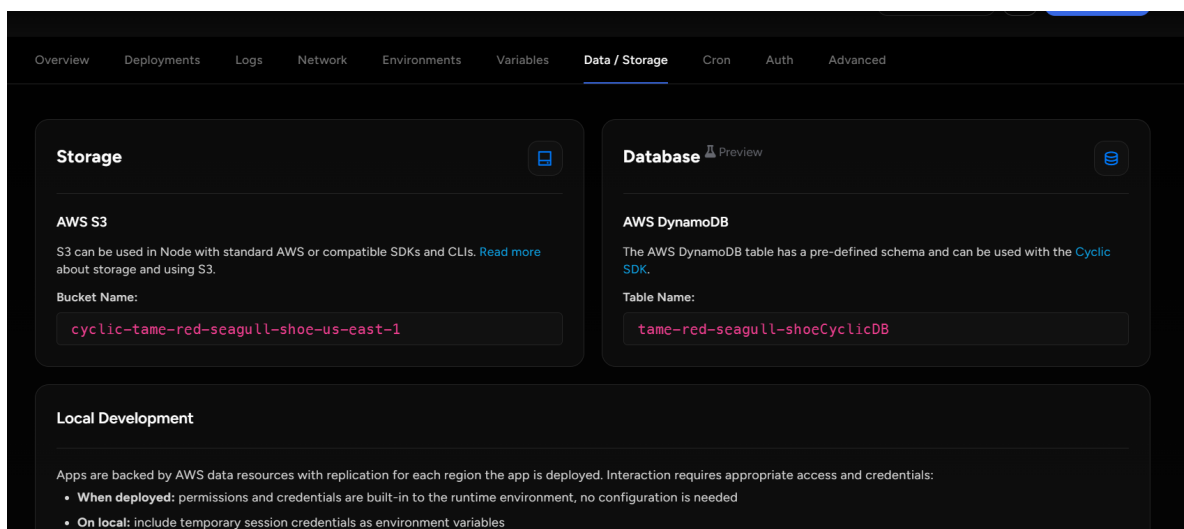 Overview Deployments Logs Network Environments Variables Data / Storage Cron Auth Advanced
Storage
AWS S3
S3 can be used in Node with standard AWS or compatible SDKs and CLIs. Read more
about storage and using S3.
Bucket Name:
cyclic-tame-red-seagull-shoe-us-east-1
Database Preview
AWS DynamoDB
The AWS DynamoDB table has a pre-defined schema and can be used with the Cyclic
SDK.
Table Name:
tame-red-seagull-shoeCyclicDB
Local Development
Apps are backed by AWS data resources with replication for each region the app is deployed. Interaction requires appropriate access and credentials:
• When deployed: permissions and credentials are built-in to the runtime environment, no configuration is needed
• On local: include temporary session credentials as environment variables